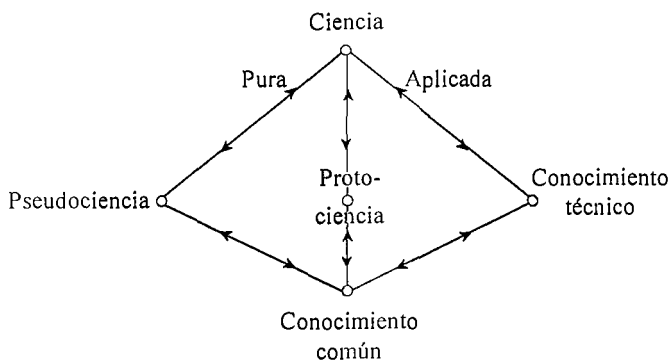 Ciencia
Pura
Aplicada
Pseudociencia
Proto-
ciencia
Conocimiento
técnico
Conocimiento
común